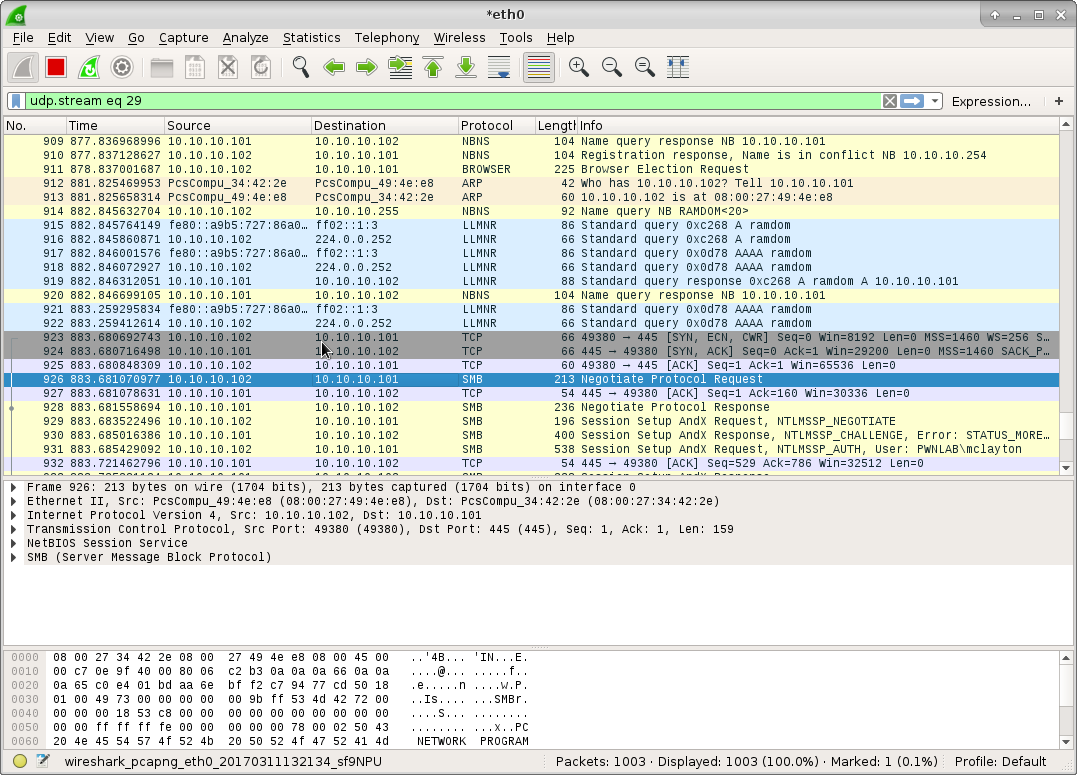 *eth0
File Edit View Go Capture Analyze Statistics Telephony Wireless Tools Help
udp.stream eq 29 Expression... +
No. Time Source Destination Protocol Length Info
909 877.836968996 10.10.10.101 10.10.10.102 NBNS 104 Name query response NB 10.10.10.101
910 877.837128627 10.10.10.102 10.10.10.101 NBNS 104 Registration response, Name is in conflict NB 10.10.10.254
911 878.837001687 10.10.10.102 10.10.10.101 BROWSER 225 Browser Election Request
912 881.825469953 PcsCompu_34:42:2e PcsCompu_49:4e:e8 ARP 42 Who has 10.10.10.102? Tell 10.10.10.101
913 881.825658314 PcsCompu_49:4e:e8 PcsCompu_34:42:2e ARP 60 10.10.10.102 is at 08:00:27:49:4e:e8
914 882.845632704 10.10.10.102 10.10.10.255 NBNS 92 Name query NB RAMDOM<20>
915 882.845764149 fe80::a9b5:727:86a0… ff02::1:3 LLMNR 86 Standard query 0xc268 A ramdom
916 882.845860871 10.10.10.102 224.0.0.252 LLMNR 66 Standard query 0xc268 A ramdom
917 882.846001576 fe80::a9b5:727:86a0… ff02::1:3 LLMNR 86 Standard query 0x0d78 AAAA ramdom
918 882.846072927 10.10.10.102 224.0.0.252 LLMNR 66 Standard query 0x0d78 AAAA ramdom
919 882.846312051 10.10.10.101 10.10.10.102 LLMNR 88 Standard query response 0xc268 A ramdom A 10.10.10.101
920 882.846699105 10.10.10.101 10.10.10.102 NBNS 104 Name query response NB 10.10.10.101
921 883.259295834 fe80::a9b5:727:86a0… ff02::1:3 LLMNR 86 Standard query 0x0d78 AAAA ramdom
922 883.259412614 10.10.10.102 224.0.0.252 LLMNR 66 Standard query 0x0d78 AAAA ramdom
923 883.680692743 10.10.10.102 10.10.10.101 TCP 66 49380 → 445 [SYN, ECN, CWR] Seq=0 Win=8192 Len=0 MSS=1460 WS=256 S…
924 883.680716498 10.10.10.101 10.10.10.102 TCP 66 445 → 49380 [SYN, ACK] Seq=0 Ack=1 Win=29200 Len=0 MSS=1460 SACK_P…
925 883.680848309 10.10.10.102 10.10.10.101 TCP 60 49380 → 445 [ACK] Seq=1 Ack=1 Win=65536 Len=0
926 883.681070977 10.10.10.102 10.10.10.101 SMB 213 Negotiate Protocol Request
927 883.681078631 10.10.10.101 10.10.10.102 TCP 54 445 → 49380 [ACK] Seq=1 Ack=160 Win=30336 Len=0
928 883.681558694 10.10.10.101 10.10.10.102 SMB 236 Negotiate Protocol Response
929 883.683522496 10.10.10.102 10.10.10.101 SMB 196 Session Setup AndX Request, NTLMSSP_NEGOTIATE
930 883.685016386 10.10.10.101 10.10.10.102 SMB 400 Session Setup AndX Response, NTLMSSP_CHALLENGE, Error: STATUS_MORE…
931 883.685429092 10.10.10.102 10.10.10.101 SMB 538 Session Setup AndX Request, NTLMSSP_AUTH, User: PWNLAB\mclayton
932 883.721462796 10.10.10.101 10.10.10.102 TCP 54 445 → 49380 [ACK] Seq=529 Ack=786 Win=32512 Len=0
Frame 926: 213 bytes on wire (1704 bits), 213 bytes captured (1704 bits) on interface 0
Ethernet II, Src: PcsCompu_49:4e:e8 (08:00:27:49:4e:e8), Dst: PcsCompu_34:42:2e (08:00:27:34:42:2e)
Internet Protocol Version 4, Src: 10.10.10.102, Dst: 10.10.10.101
Transmission Control Protocol, Src Port: 49380 (49380), Dst Port: 445 (445), Seq: 1, Ack: 1, Len: 159
NetBIOS Session Service
SMB (Server Message Block Protocol)
0000 08 00 27 34 42 2e 08 00 27 49 4e e8 08 00 45 00 ..'4B... 'IN...E.
0010 00 c7 0e 9f 40 00 80 06 c2 b3 0a 0a 0a 66 0a 0a ....@... .....f..
0020 0a 65 c0 e4 01 bd aa 6e bf f2 c7 94 77 cd 50 18 .e.....n ....w.P.
0030 01 00 49 73 00 00 00 00 00 9b ff 53 4d 42 72 00 ..Is.... ...SMBr.
0040 00 00 00 18 53 c8 00 00 00 00 00 00 00 00 00 00 ....S... ........
0050 00 00 ff ff ff fe 00 00 00 00 00 78 00 02 50 43 ........ ...x..PC
0060 20 4e 45 54 57 4f 52 4b 20 50 52 4f 47 52 41 4d NETWORK PROGRAM
wireshark_pcapng_eth0_20170311132134_sf9NPU Packets: 1003 · Displayed: 1003 (100.0%) · Marked: 1 (0.1%) Profile: Default